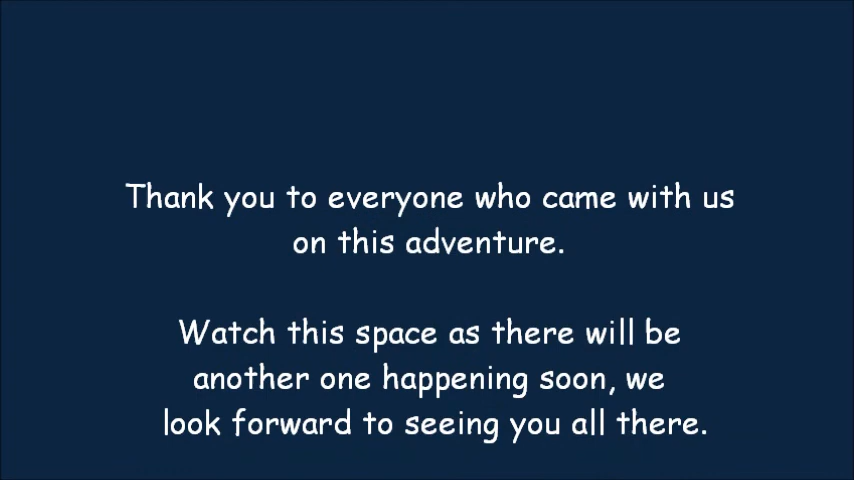 Thank you to everyone who came with us
on this adventure.
Watch this space as there will be
another one happening soon, we
look forward to seeing you all there.